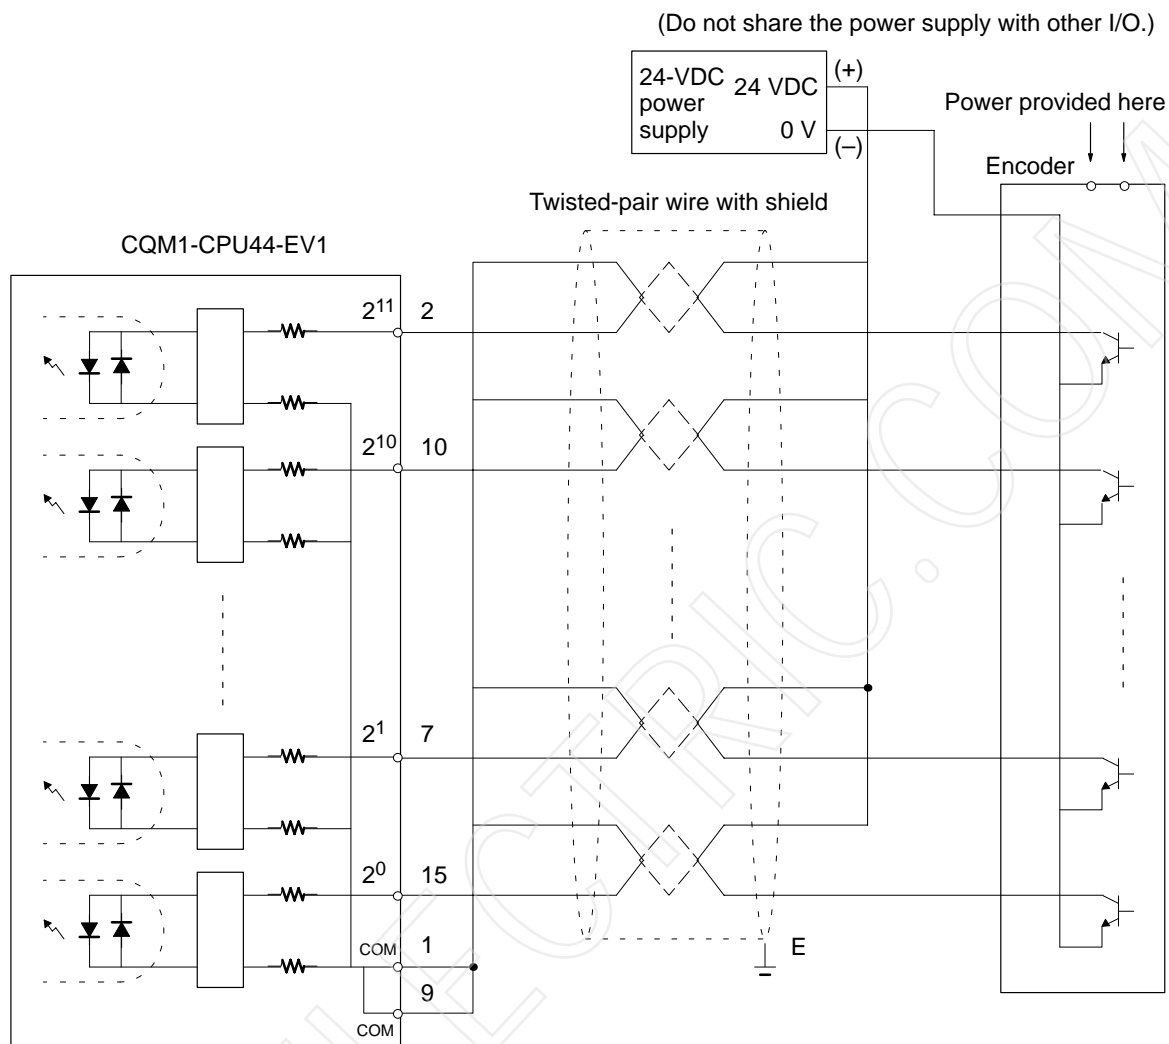 (Do not share the power supply with other I/O.)
24-VDC power supply
24 VDC
0 V
(+)
(–)
Power provided here
Encoder
Twisted-pair wire with shield
CQM1-CPU44-EV1
2¹¹ 2
2¹⁰ 10
2¹ 7
2⁰ 15
COM 1
9
COM
E
ELECTRIC.COM